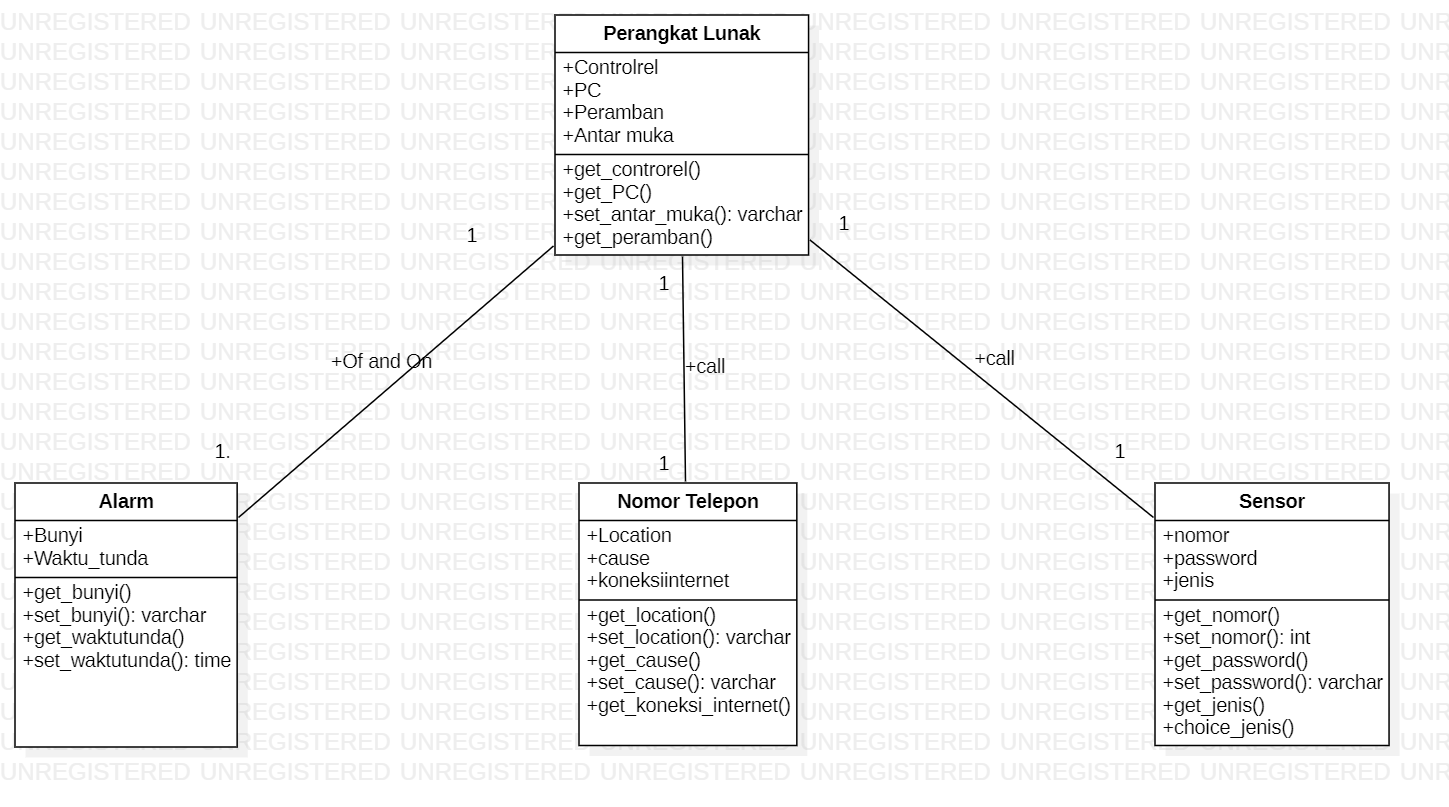 Perangkat Lunak
+Controlrel
+PC
+Peramban
+Antar muka
+get_controrel()
+get_PC()
+set_antar_muka(): varchar
+get_peramban()
1
1
1
+Of and On
+call
+call
1.
1
1
Alarm
+Bunyi
+Waktu_tunda
+get_bunyi()
+set_bunyi(): varchar
+get_waktutunda()
+set_waktutunda(): time
Nomor Telepon
+Location
+cause
+koneksiinternet
+get_location()
+set_location(): varchar
+get_cause()
+set_cause(): varchar
+get_koneksi_internet()
Sensor
+nomor
+password
+jenis
+get_nomor()
+set_nomor(): int
+get_password()
+set_password(): varchar
+get_jenis()
+choice_jenis()
UNREGISTERED